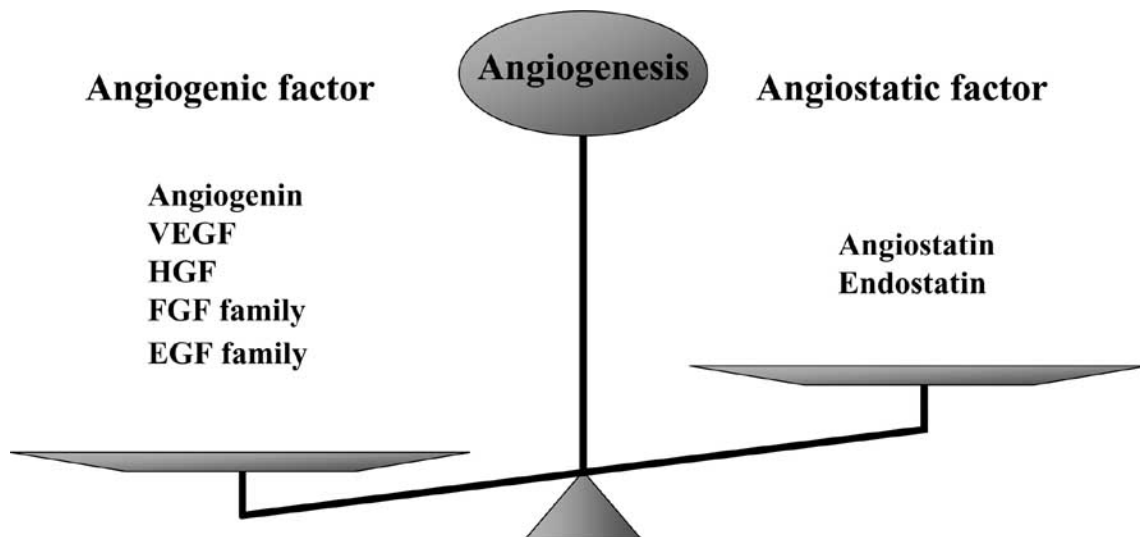 Angiogenesis
Angiogenic factor
Angiostatic factor
Angiogenin
VEGF
HGF
FGF family
EGF family
Angiostatin
Endostatin